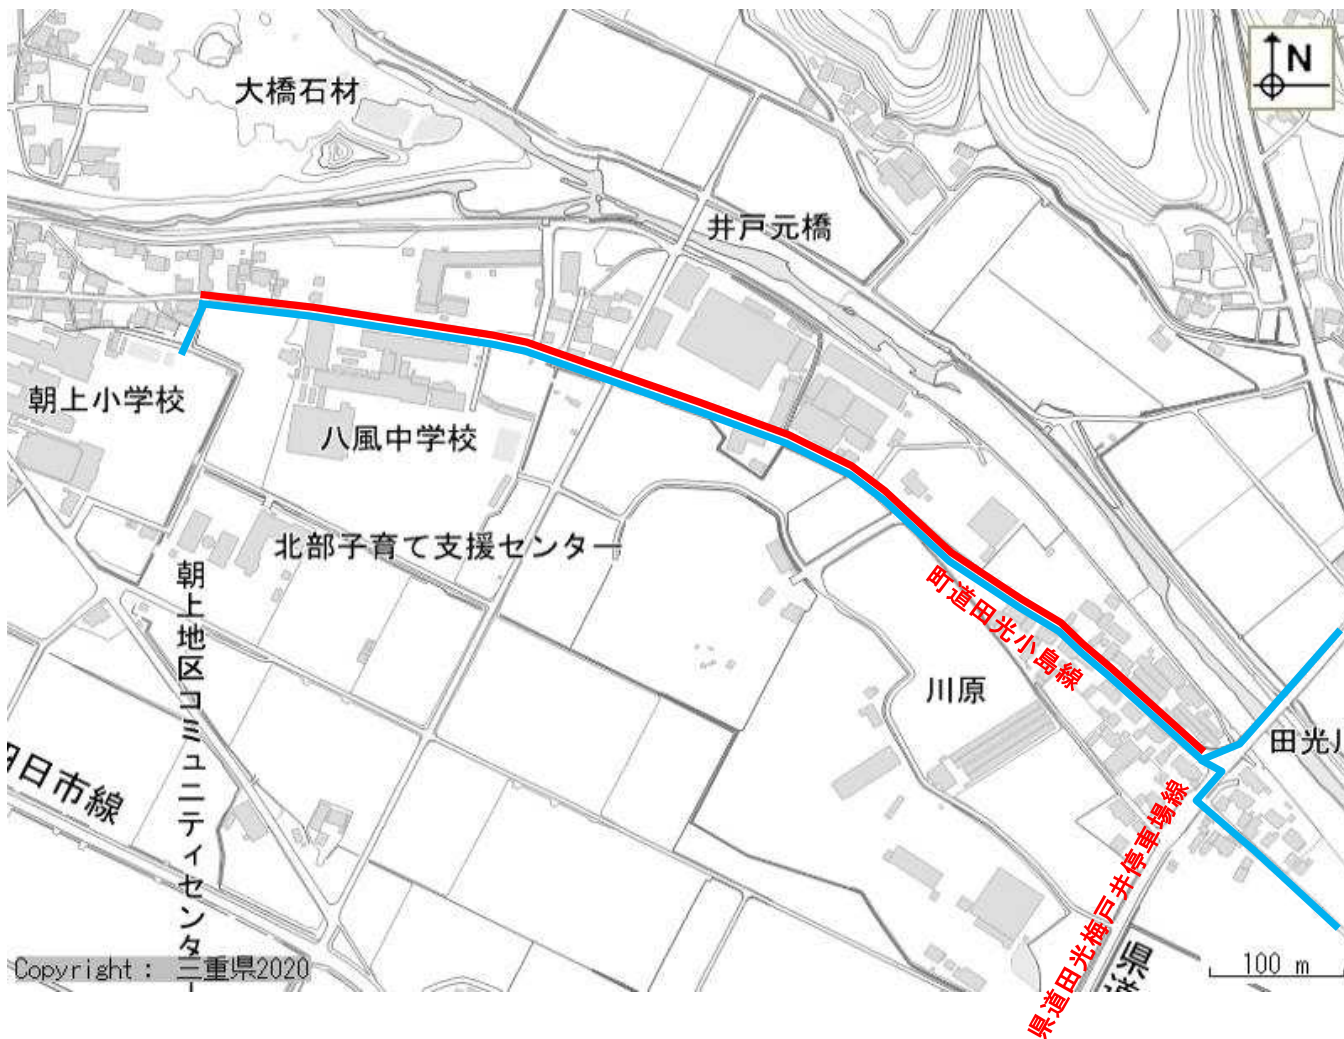 N
大橋石材
井戸元橋
朝上小学校
八風中学校
北部子育て支援センター
朝上地区コミュニティセンター
町道田光小島線
川原
田光川
日市線
県道田光梅戸井停車場線
県道
100 m
Copyright : 三重県2020